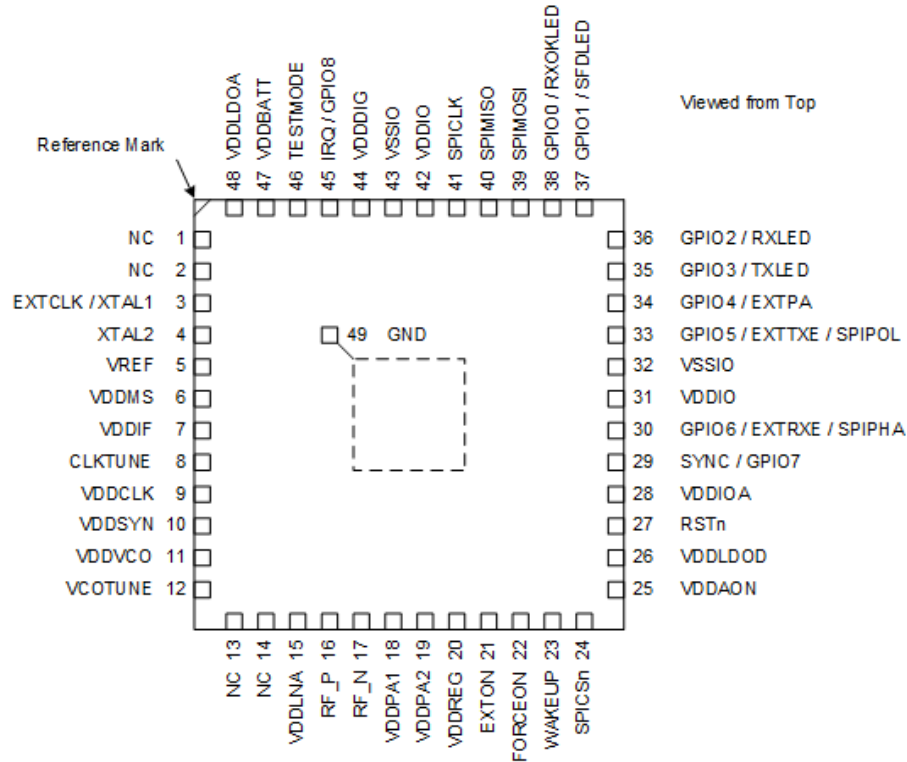 Viewed from Top
Reference Mark
48 VDDLDOA
47 VDDBATT
46 TESTMODE
45 IRQ / GPIO8
44 VDDDIG
43 VSSIO
42 VDDIO
41 SPICLK
40 SPIMISO
39 SPIMOSI
38 GPIO0 / RXOKLED
37 GPIO1 / SFDLED
NC 1
NC 2
EXTCLK / XTAL1 3
XTAL2 4
VREF 5
VDDMS 6
VDDIF 7
CLKTUNE 8
VDDCLK 9
VDDSYN 10
VDDVCO 11
VCOTUNE 12
49 GND
36 GPIO2 / RXLED
35 GPIO3 / TXLED
34 GPIO4 / EXTPA
33 GPIO5 / EXTTXE / SPIPOL
32 VSSIO
31 VDDIO
30 GPIO6 / EXTRXE / SPIPHA
29 SYNC / GPIO7
28 VDDIOA
27 RSTn
26 VDDLDOD
25 VDDAON
NC 13
NC 14
VDDLNA 15
RF_P 16
RF_N 17
VDDPA1 18
VDDPA2 19
VDDREG 20
EXTON 21
FORCEON 22
WAKEUP 23
SPICSn 24